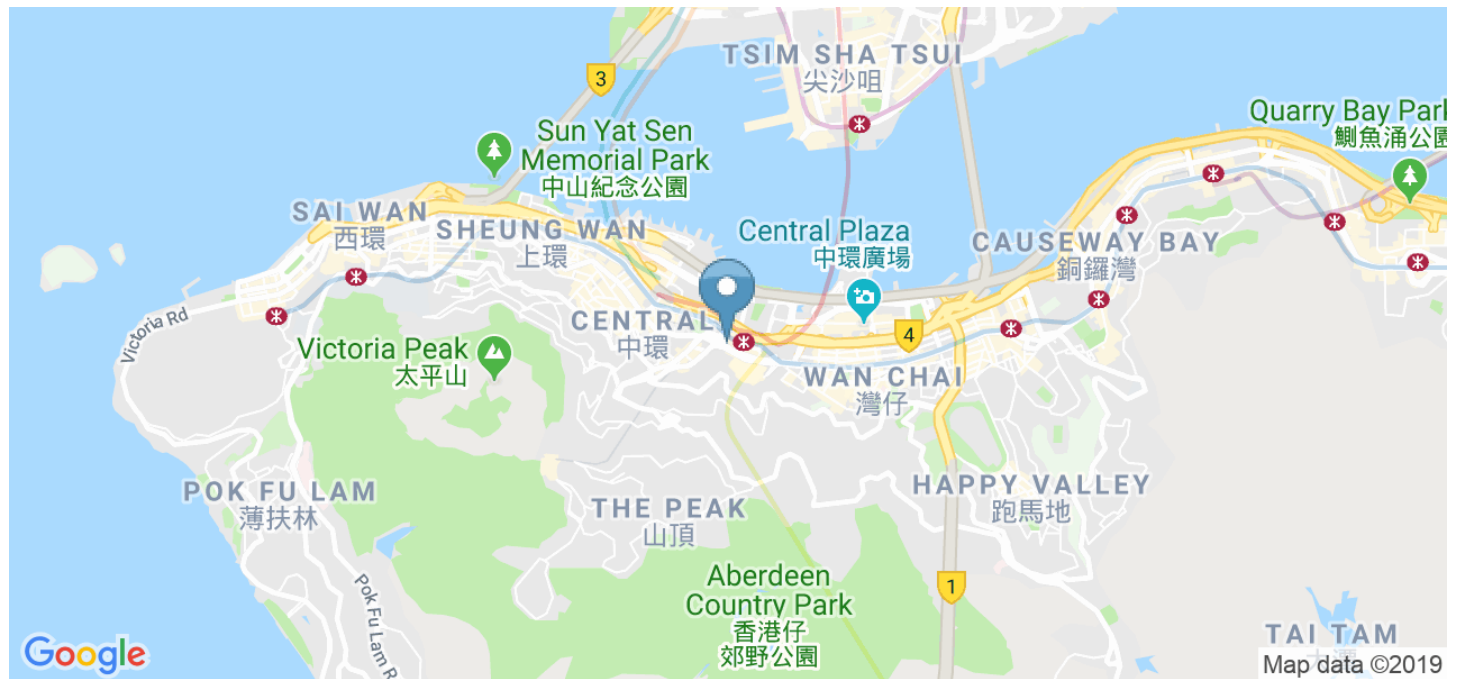 TSIM SHA TSUI
尖沙咀
3
Quarry Bay Park
鰂魚涌公園
Sun Yat Sen
Memorial Park
中山紀念公園
SAI WAN
西環
SHEUNG WAN
上環
Central Plaza
中環廣場
CAUSEWAY BAY
銅鑼灣
Victoria Rd
CENTRAL
中環
4
Victoria Peak
太平山
WAN CHAI
灣仔
POK FU LAM
薄扶林
THE PEAK
山頂
HAPPY VALLEY
跑馬地
Pok Fu Lam R
Aberdeen
Country Park
香港仔
郊野公園
1
TAI TAM
Google
Map data ©2019